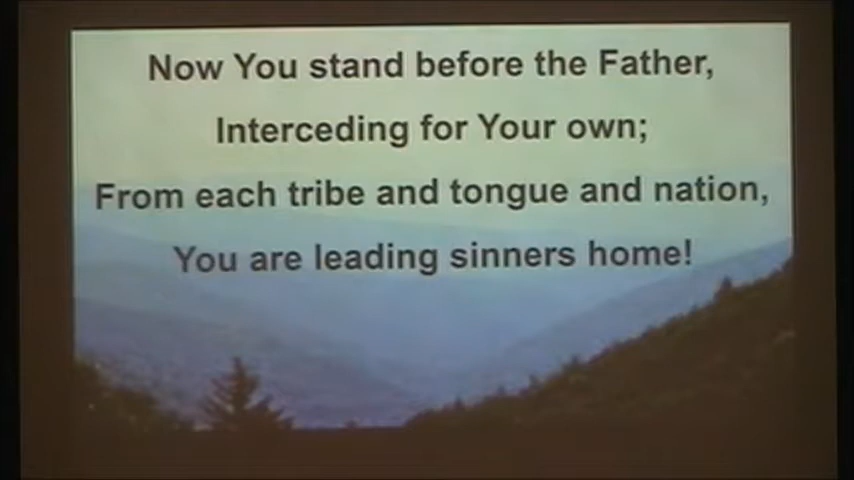 Now You stand before the Father,
Interceding for Your own;
From each tribe and tongue and nation,
You are leading sinners home!